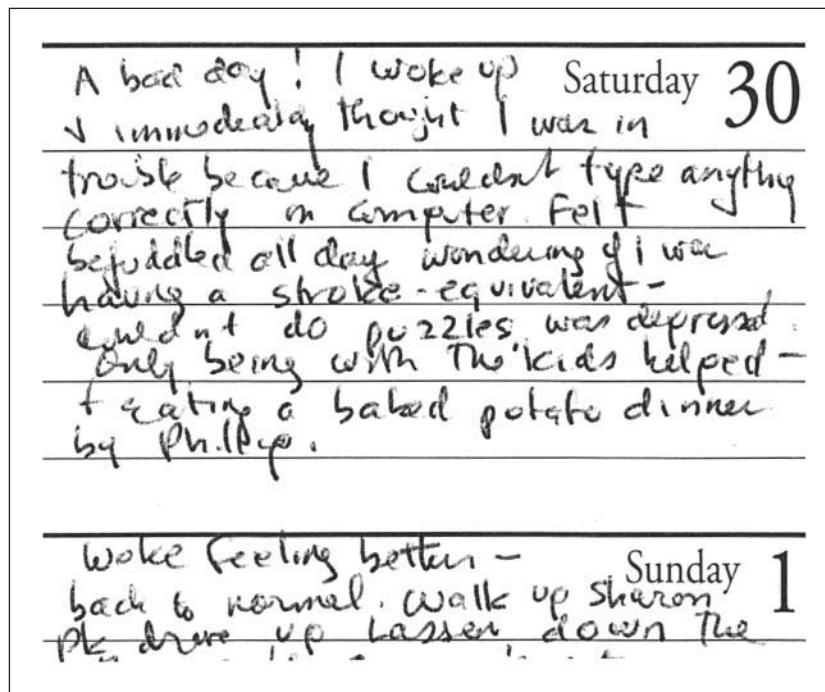 A bad day! I woke up Saturday 30
+ immedealy thought I was in
trouble because I couldn't type anything
correctly on computer. Felt
befuddled all day wondering if I was
having a stroke-equivalent -
couldn't do puzzles, was depressed.
Only being with the kids helped -
+ eating a baked potato dinner
by Phillip.
Woke feeling better -
Sunday 1
back to normal. Walk up Sharon
Pk drive up Lassen down the